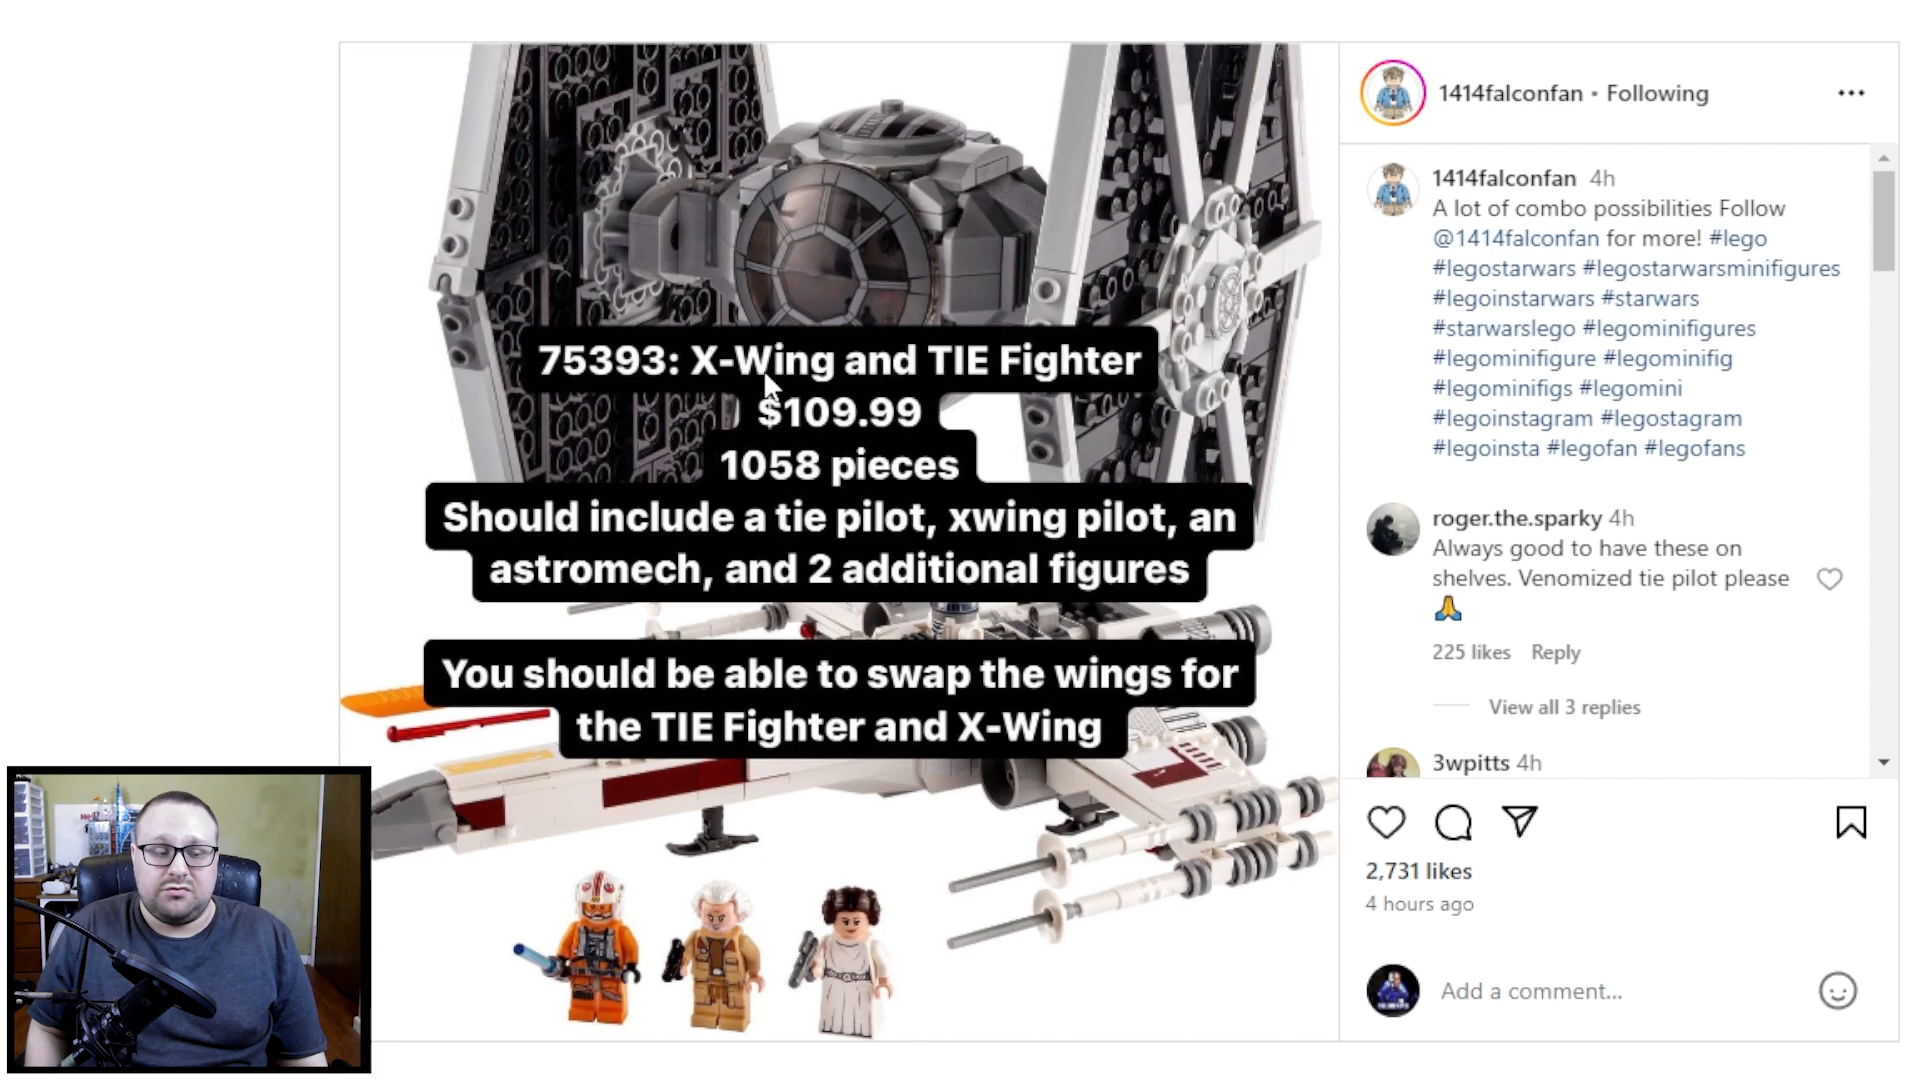 75393: X-Wing and TIE Fighter
$109.99
1058 pieces
Should include a tie pilot, xwing pilot, an
astromech, and 2 additional figures
You should be able to swap the wings for
the TIE Fighter and X-Wing
1414falconfan • Following
1414falconfan 4h
A lot of combo possibilities Follow
@1414falconfan for more! #lego
#legostarwars #legostarwarsminifigures
#legoinstarwars #starwars
#starwarslego #legominifigures
#legominifigure #legominifig
#legominifigs #legomini
#legoinstagram #legostagram
#legoinsta #legofan #legofans
roger.the.sparky 4h
Always good to have these on
shelves. Venomized tie pilot please
🙏
225 likes Reply
View all 3 replies
3wpitts 4h
2,731 likes
4 hours ago
Add a comment...